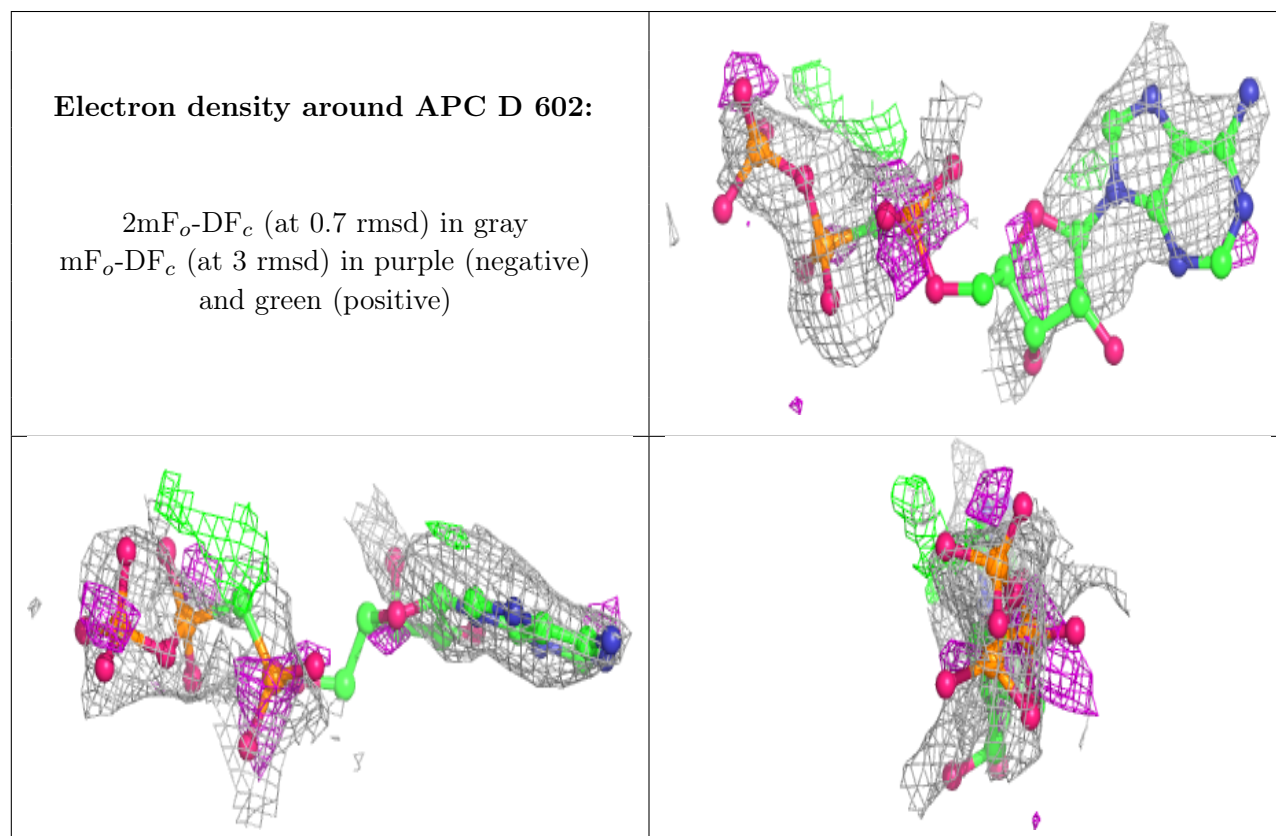 Electron density around APC D 602:
2mFo-DFc (at 0.7 rmsd) in gray
mFo-DFc (at 3 rmsd) in purple (negative)
and green (positive)